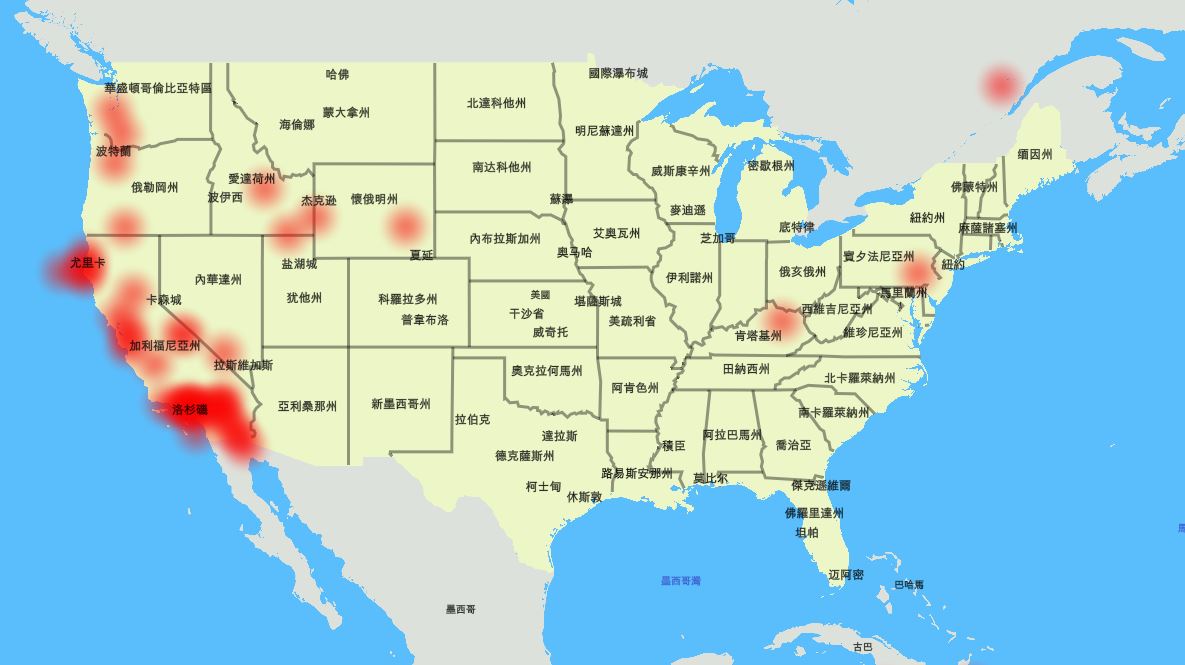 哈佛
國際瀑布城
華盛頓哥倫比亞特區
北達科他州
蒙大拿州
海倫娜
明尼蘇達州
波特蘭
緬因州
南达科他州
密歇根州
威斯康辛州
愛達荷州
俄勒岡州
佛蒙特州
波伊西
杰克逊
懷俄明州
蘇瀑
麥迪遜
紐約州
底特律
麻薩諸塞州
艾奧瓦州
內布拉斯加州
芝加哥
奥马哈
夏延
賓夕法尼亞州
尤里卡
盐湖城
紐約
俄亥俄州
內華達州
伊利諾州
馬里蘭州
卡森城
犹他州
科羅拉多州
美國
堪薩斯城
干沙省
西維吉尼亞州
普韋布洛
美疏利省
威奇托
肯塔基州
維珍尼亞州
加利福尼亞州
拉斯維加斯
田納西州
奧克拉何馬州
北卡羅萊納州
阿肯色州
洛杉磯
亞利桑那州
新墨西哥州
南卡羅萊納州
拉伯克
達拉斯
阿拉巴馬州
積臣
喬治亞
德克薩斯州
路易斯安那州
莫比尔
柯士甸
傑克遜維爾
休斯敦
佛羅里達州
坦帕
迈阿密
墨西哥灣
巴哈馬
墨西哥
古巴